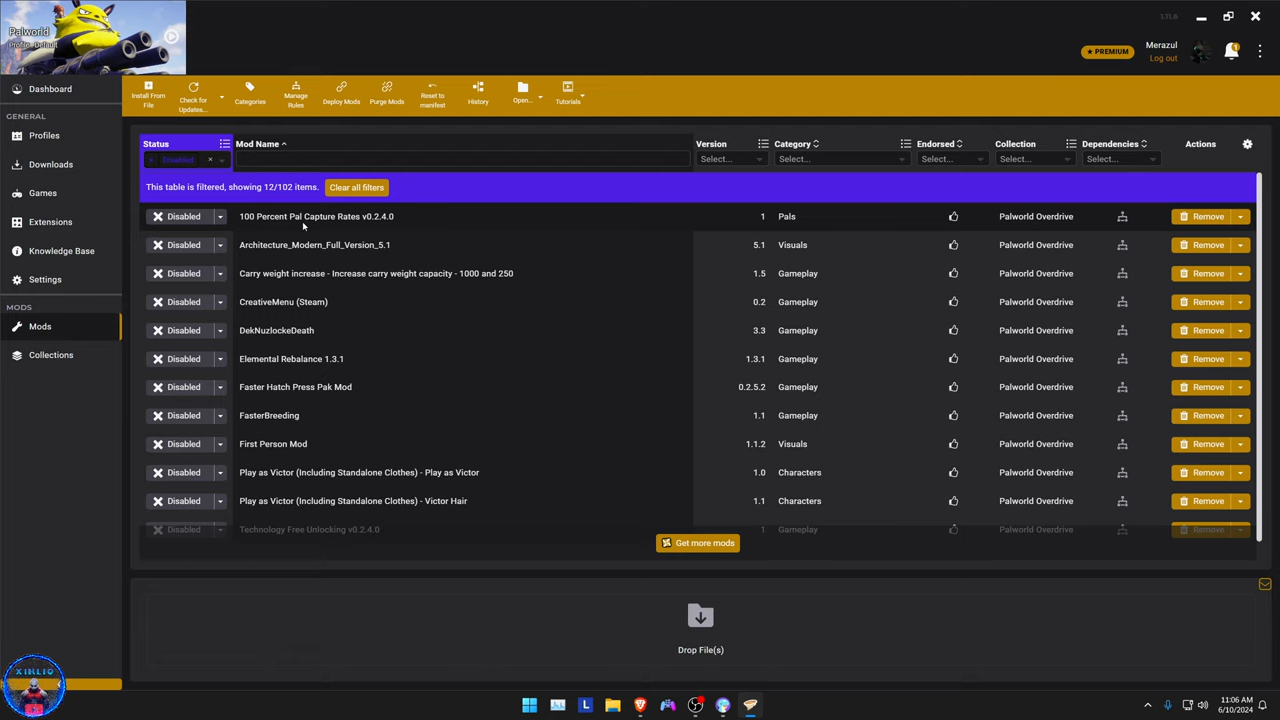 Palworld
Profile : Default
1.11.6
PREMIUM
Merazul
Log out
1
Dashboard
GENERAL
Profiles
Downloads
Games
Extensions
Knowledge Base
Settings
MODS
Mods
Collections
Install From File
Check for Updates...
Categories
Manage Rules
Deploy Mods
Purge Mods
Reset to manifest
History
Open...
Tutorials
Status Mod Name Version Category Endorsed Collection Dependencies Actions
Disabled Select... Select... Select... Select... Select...
This table is filtered, showing 12/102 items. Clear all filters
Disabled 100 Percent Pal Capture Rates v0.2.4.0 1 Pals Palworld Overdrive Remove
Disabled Architecture_Modern_Full_Version_5.1 5.1 Visuals Palworld Overdrive Remove
Disabled Carry weight increase - Increase carry weight capacity - 1000 and 250 1.5 Gameplay Palworld Overdrive Remove
Disabled CreativeMenu (Steam) 0.2 Gameplay Palworld Overdrive Remove
Disabled DekNuzlockeDeath 3.3 Gameplay Palworld Overdrive Remove
Disabled Elemental Rebalance 1.3.1 1.3.1 Gameplay Palworld Overdrive Remove
Disabled Faster Hatch Press Pak Mod 0.2.5.2 Gameplay Palworld Overdrive Remove
Disabled FasterBreeding 1.1 Gameplay Palworld Overdrive Remove
Disabled First Person Mod 1.1.2 Visuals Palworld Overdrive Remove
Disabled Play as Victor (Including Standalone Clothes) - Play as Victor 1.0 Characters Palworld Overdrive Remove
Disabled Play as Victor (Including Standalone Clothes) - Victor Hair 1.1 Characters Palworld Overdrive Remove
Disabled Technology Free Unlocking v0.2.4.0 1 Gameplay Palworld Overdrive Remove
Get more mods
Drop File(s)
XINLIO
L
11:06 AM
6/10/2024